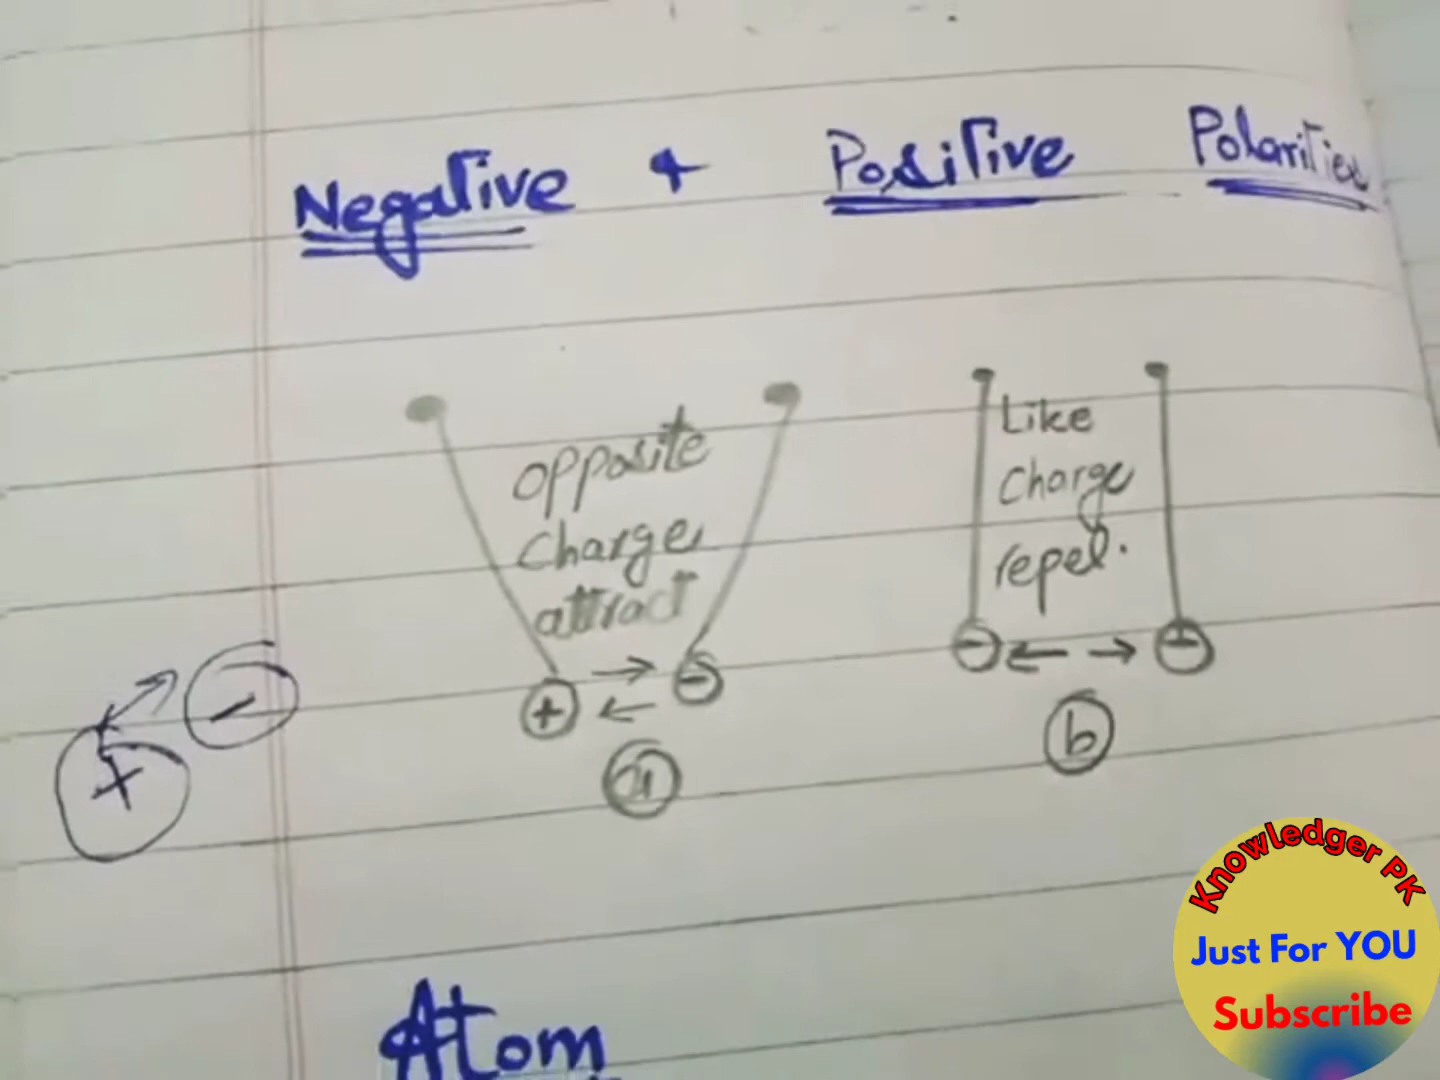 Negative & Positive Polarities
Opposite
Charge
attract
+ → −
←
a
Like
Charge
repel.
− ← → −
b
+ −
Atom
Knowledger PK
Just For YOU
Subscribe